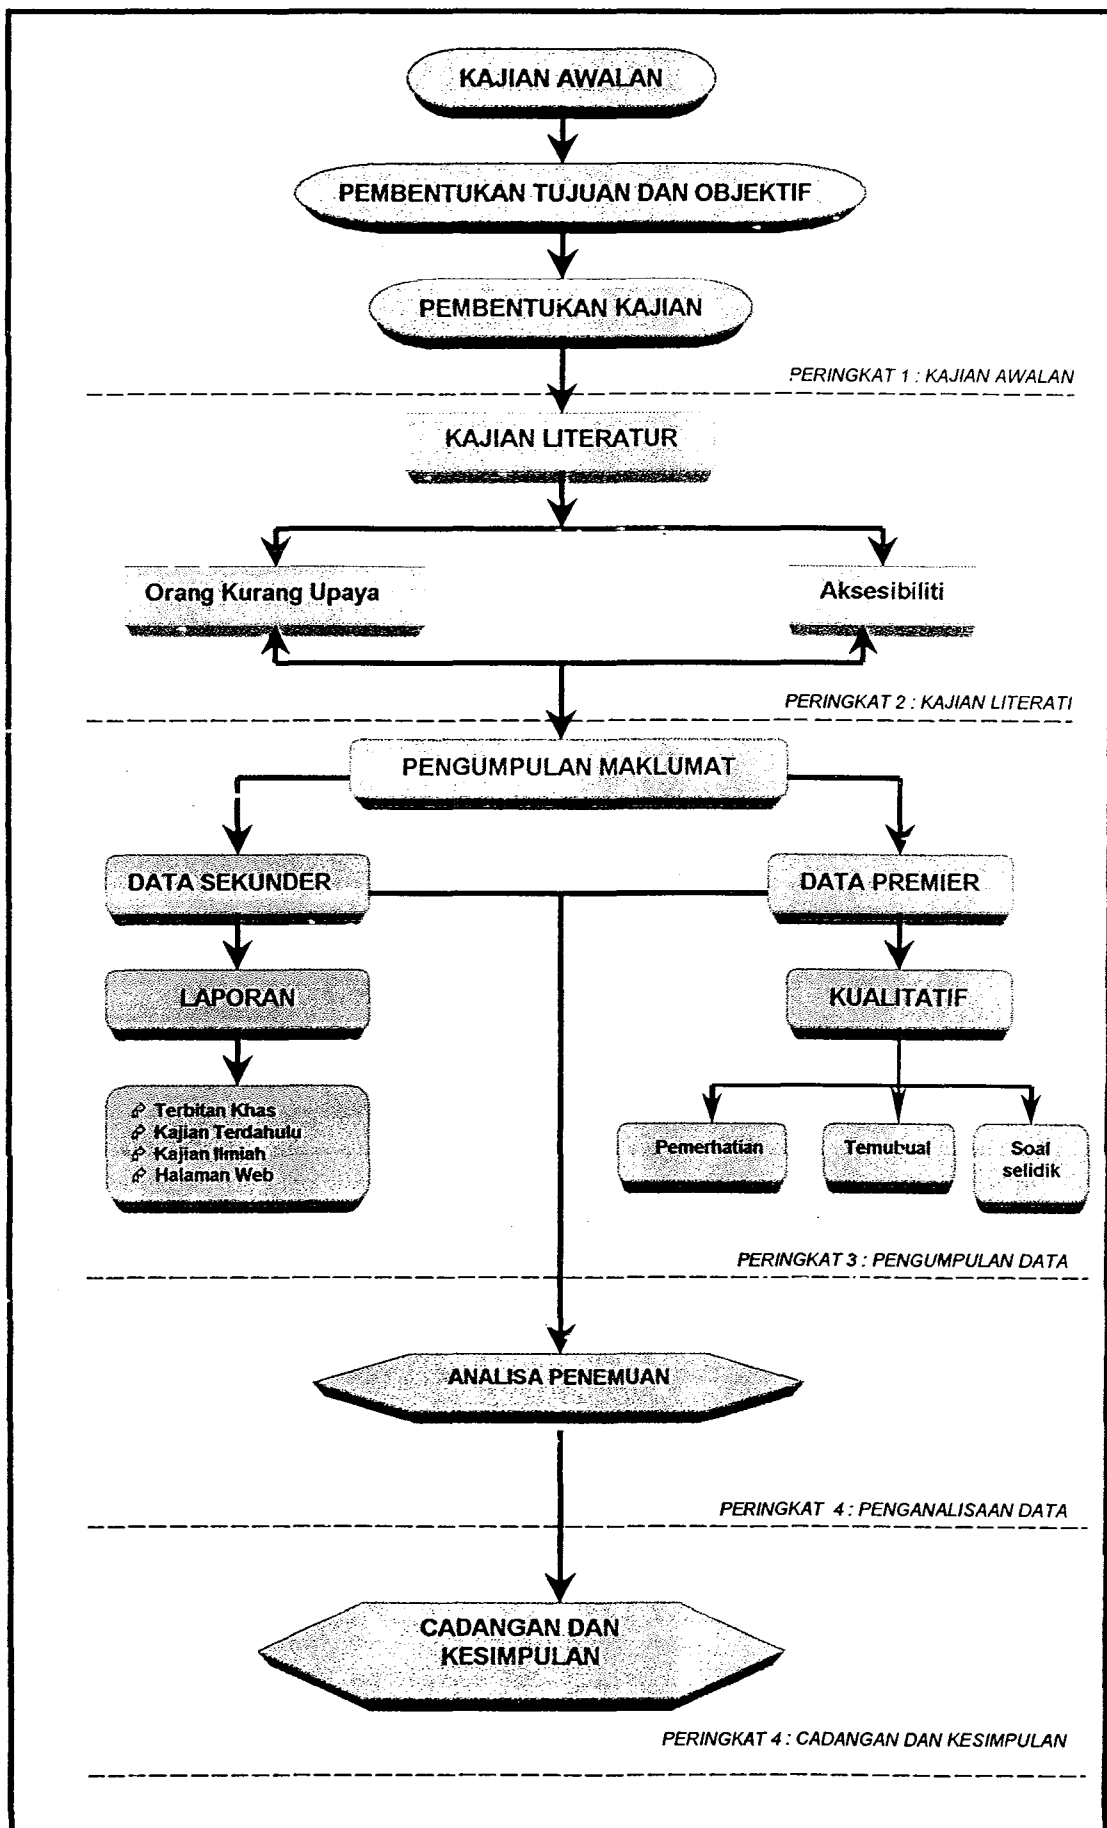 KAJIAN AWALAN
PEMBENTUKAN TUJUAN DAN OBJEKTIF
PEMBENTUKAN KAJIAN
PERINGKAT 1 : KAJIAN AWALAN
KAJIAN LITERATUR
Orang Kurang Upaya
Aksesibiliti
PERINGKAT 2 : KAJIAN LITERATI
PENGUMPULAN MAKLUMAT
DATA SEKUNDER
DATA PREMIER
LAPORAN
KUALITATIF
Terbitan Khas
Kajian Terdahulu
Kajian Ilmiah
Halaman Web
Pemerhatian
Temubual
Soal
selidik
PERINGKAT 3 : PENGUMPULAN DATA
ANALISA PENEMUAN
PERINGKAT 4 : PENGANALISAAN DATA
CADANGAN DAN
KESIMPULAN
PERINGKAT 4 : CADANGAN DAN KESIMPULAN